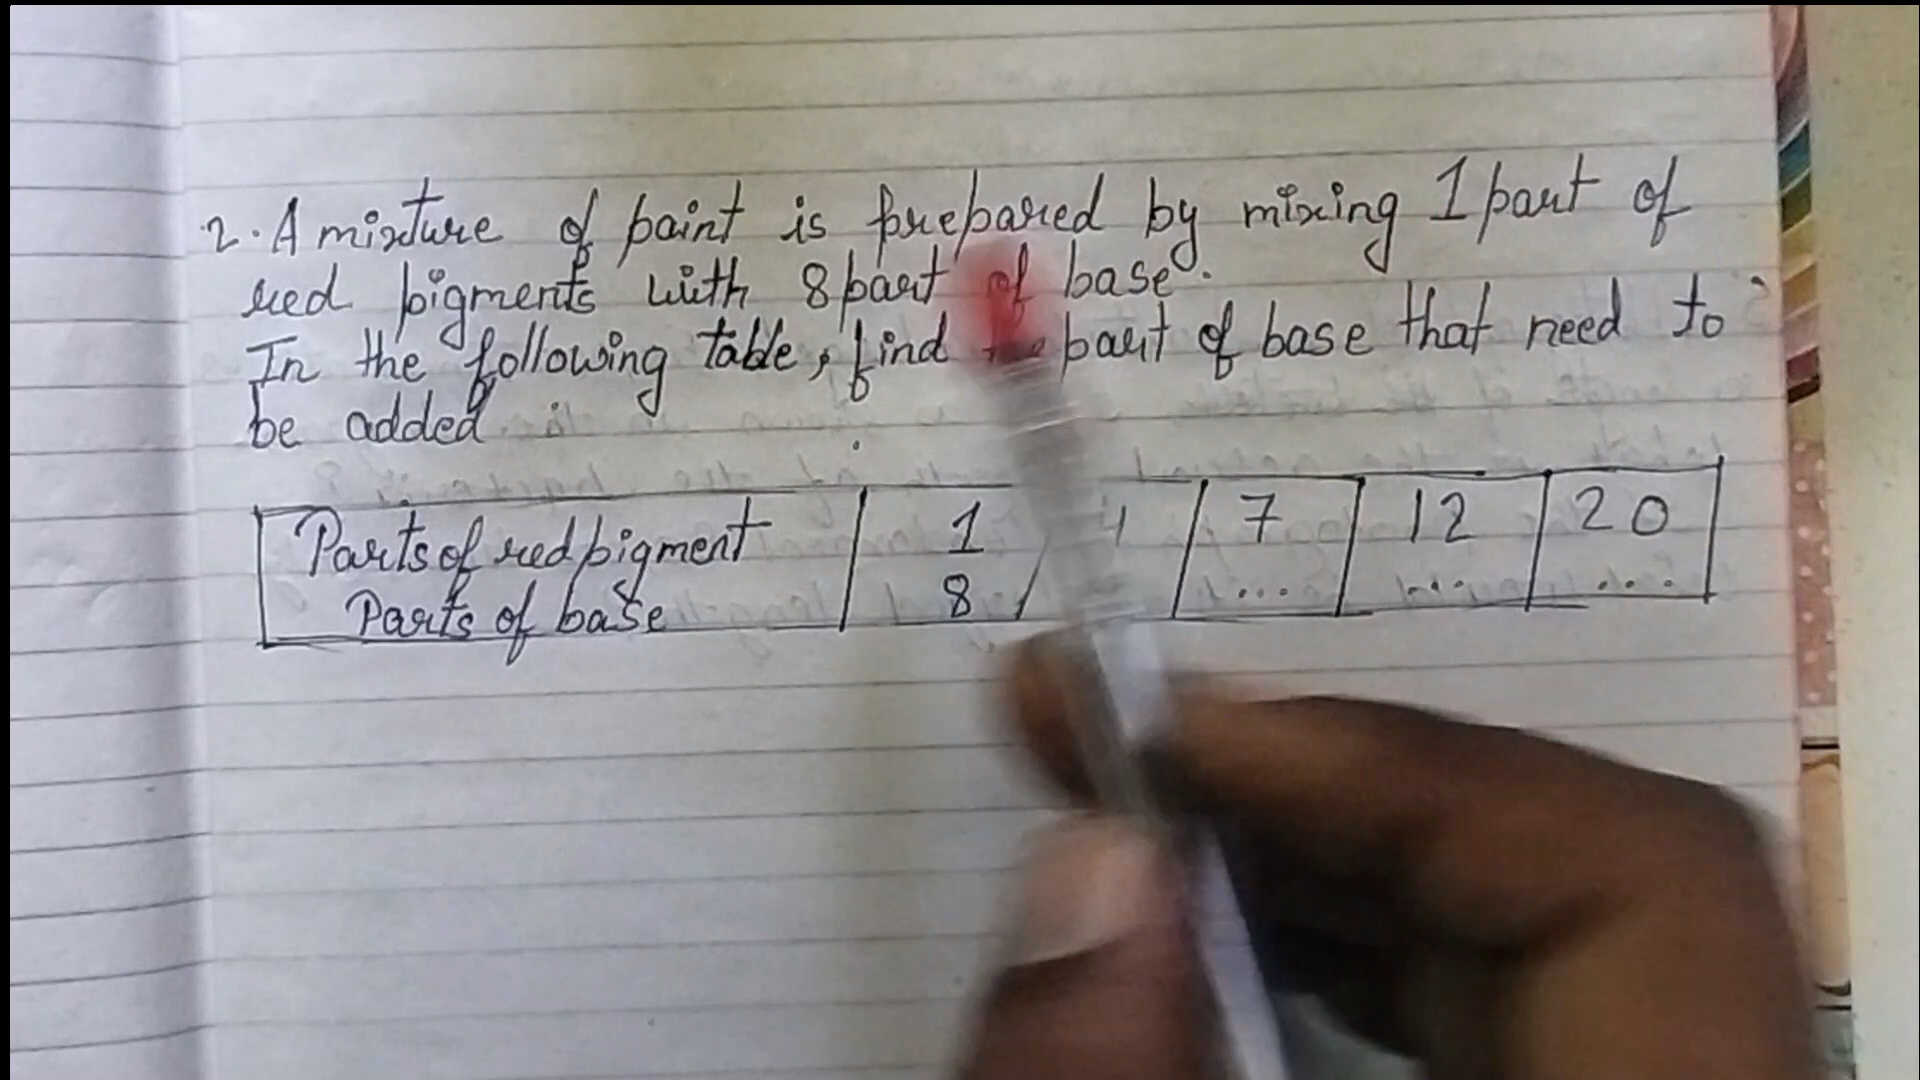 2. A mixture of paint is prepared by mixing 1 part of
red pigments with 8 part of base.
In the following table, find part of base that need to
be added
Parts of red pigment 1 7 12 20
Parts of base 8 ... ... ...